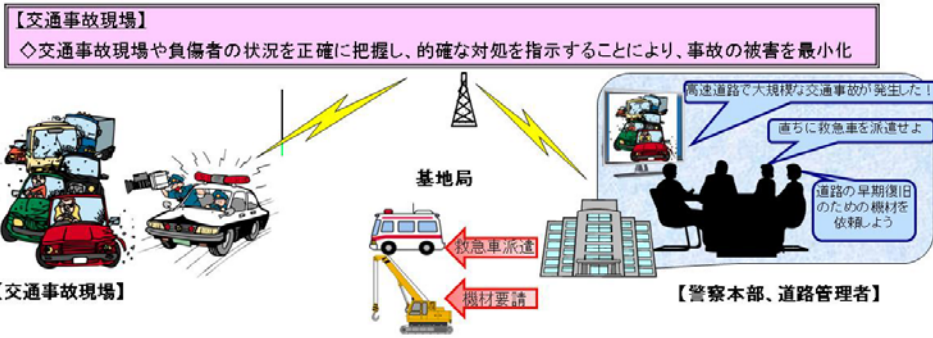 【交通事故現場】
◇交通事故現場や負傷者の状況を正確に把握し、的確な対処を指示することにより、事故の被害を最小化
高速道路で大規模な交通事故が発生した！
直ちに救急車を派遣せよ
道路の早期復旧
のための機材を
依頼しよう
基地局
救急車派遣
機材要請
【交通事故現場】
【警察本部、道路管理者】